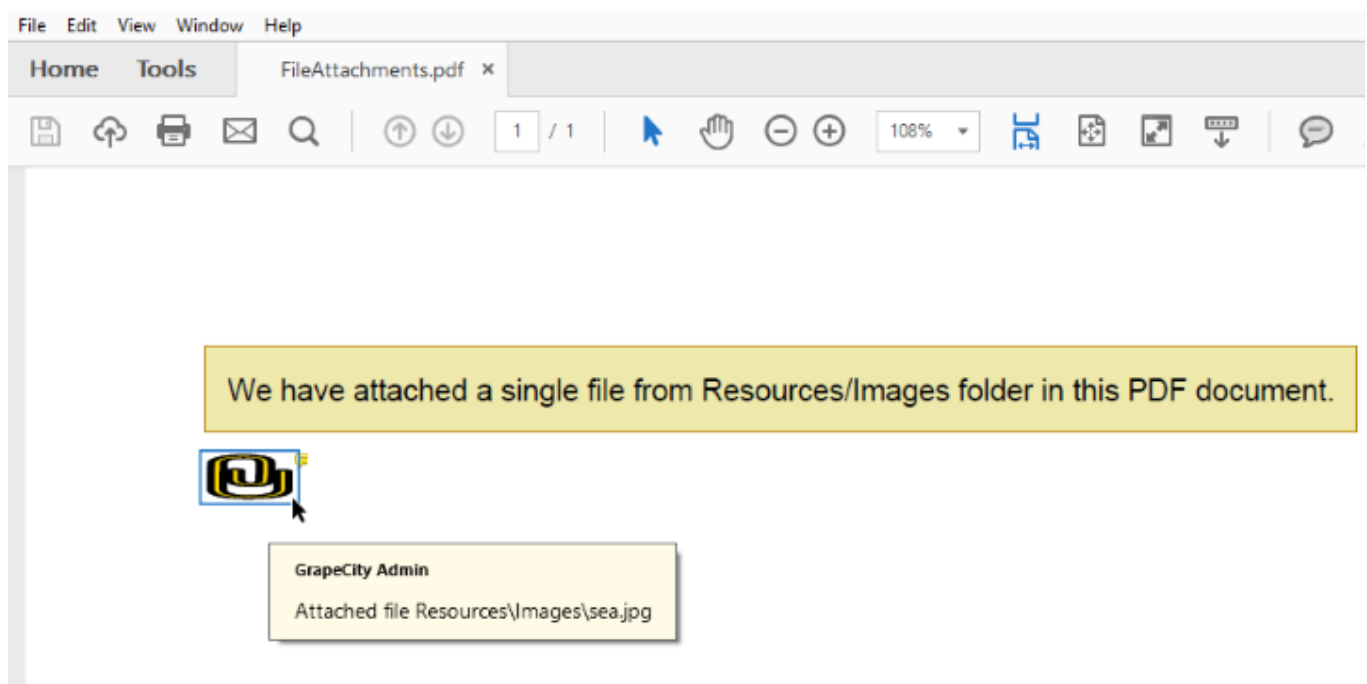 File Edit View Window Help
Home Tools FileAttachments.pdf ×
1 / 1 108%
We have attached a single file from Resources/Images folder in this PDF document.
GrapeCity Admin
Attached file Resources\Images\sea.jpg